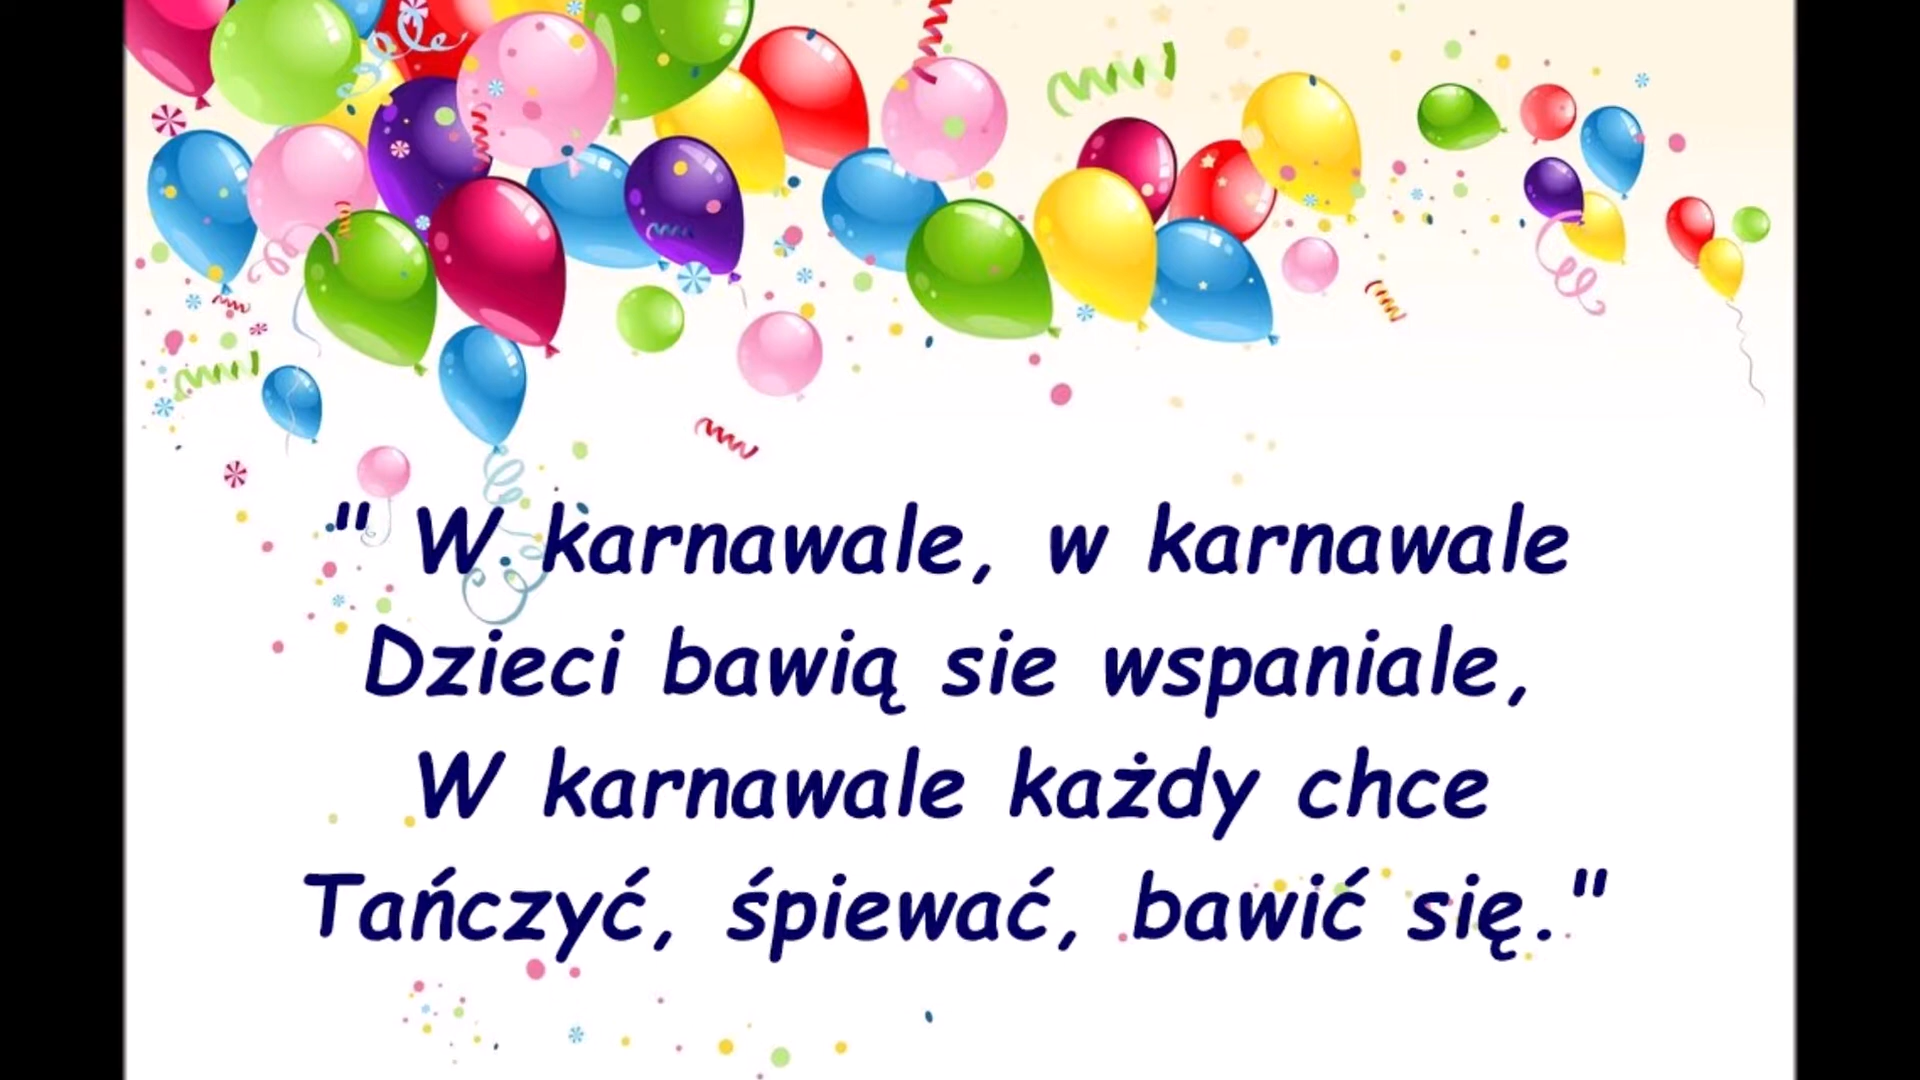 " W karnawale, w karnawale
Dzieci bawią sie wspaniale,
W karnawale każdy chce
Tańczyć, śpiewać, bawić się."